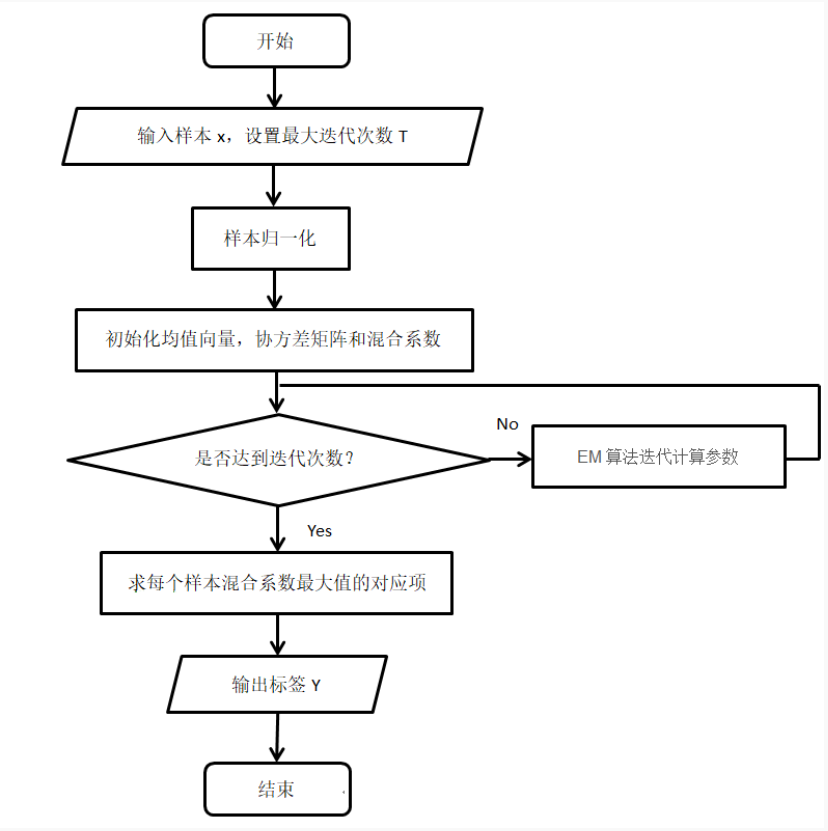 开始
输入样本 x，设置最大迭代次数 T
样本归一化
初始化均值向量，协方差矩阵和混合系数
No
是否达到迭代次数？
EM 算法迭代计算参数
Yes
求每个样本混合系数最大值的对应项
输出标签 Y
结束